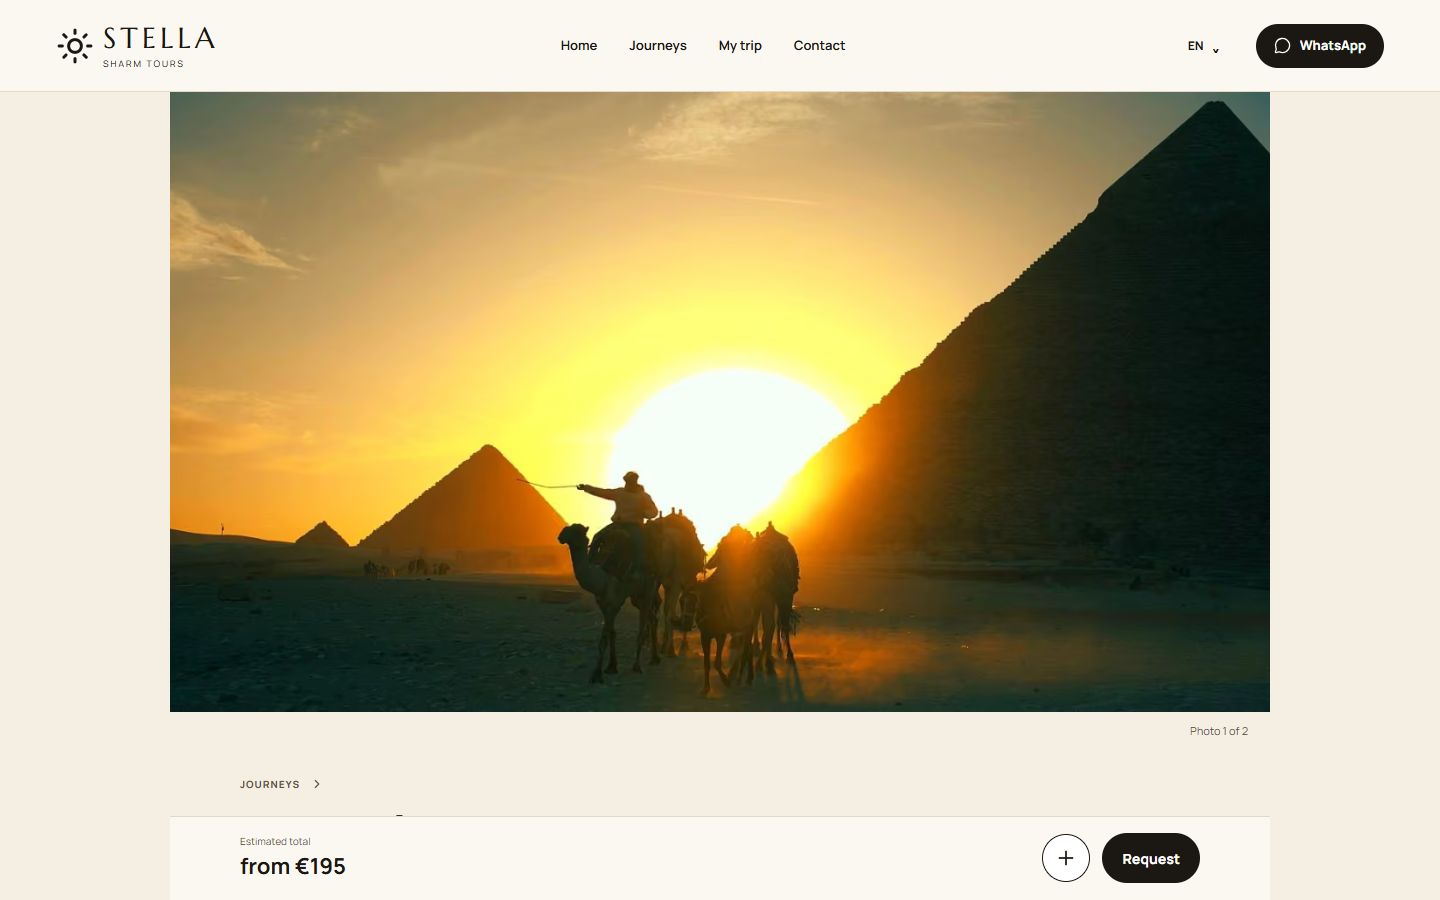 STELLA
SHARM TOURS
Home
Journeys
My trip
Contact
EN
WhatsApp
Photo 1 of 2
JOURNEYS
Estimated total
from €195
Request